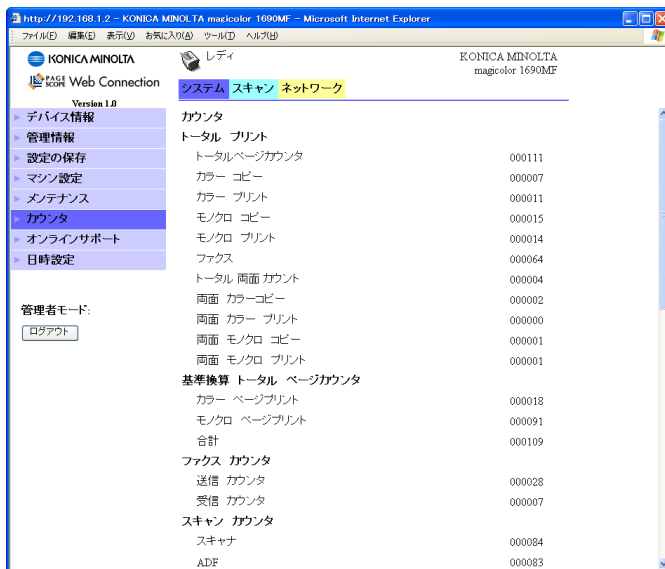 http://192.168.1.2 - KONICA MINOLTA magicolor 1690MF - Microsoft Internet Explorer
ファイル(F) 編集(E) 表示(V) お気に入り(A) ツール(T) ヘルプ(H)
KONICA MINOLTA
レディ
KONICA MINOLTA
magicolor 1690MF
PAGE SCOPE Web Connection
Version 1.0
システム スキャン ネットワーク
デバイス情報
管理情報
設定の保存
マシン設定
メンテナンス
カウンタ
オンラインサポート
日時設定
管理者モード:
ログアウト
カウンタ
トータル プリント
トータルページカウンタ 000111
カラー コピー 000007
カラー プリント 000011
モノクロ コピー 000015
モノクロ プリント 000014
ファクス 000064
トータル 両面 カウント 000004
両面 カラーコピー 000002
両面 カラー プリント 000000
両面 モノクロ コピー 000001
両面 モノクロ プリント 000001
基準換算 トータル ページカウンタ
カラー ページプリント 000018
モノクロ ページプリント 000091
合計 000109
ファクス カウンタ
送信 カウンタ 000028
受信 カウンタ 000007
スキャン カウンタ
スキャナ 000084
ADF 000083